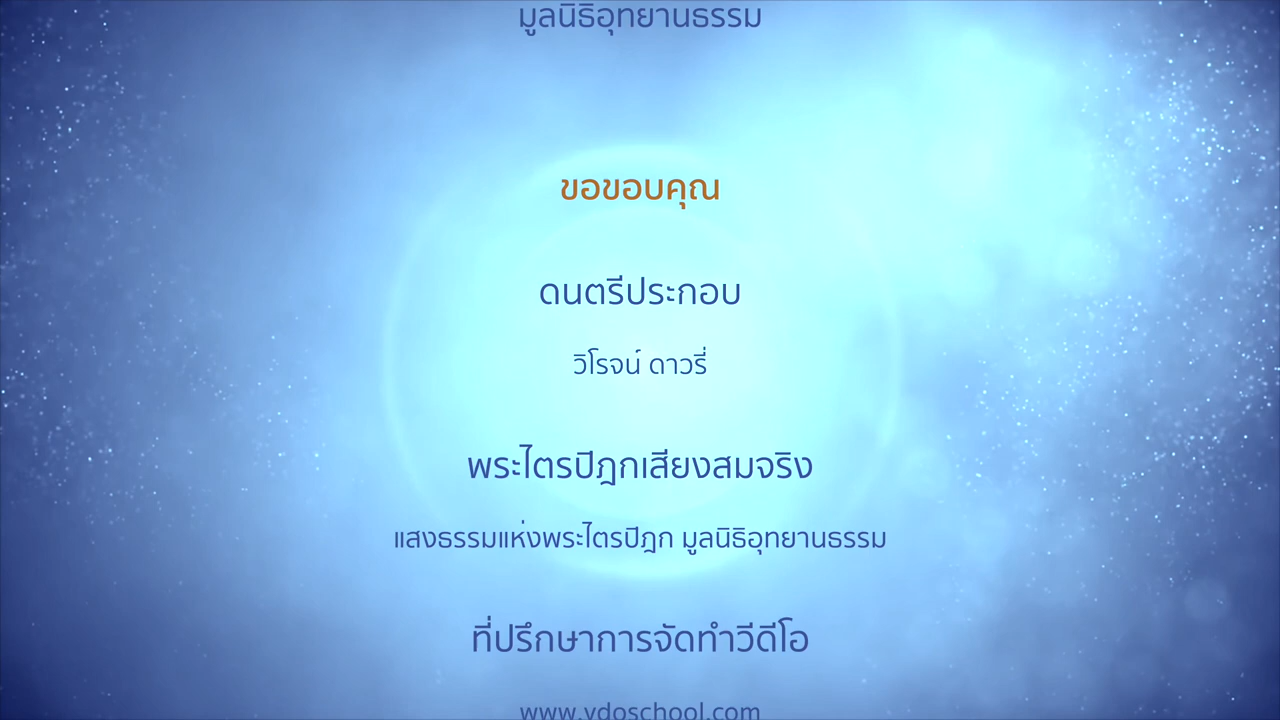 มูลนิธิอุทยานธรรม
ขอขอบคุณ
ดนตรีประกอบ
วิโรจน์ ดาวรี่
พระไตรปิฎกเสียงสมจริง
แสงธรรมแห่งพระไตรปิฎก มูลนิธิอุทยานธรรม
ที่ปรึกษาการจัดทำวีดีโอ
www.vdoschool.com